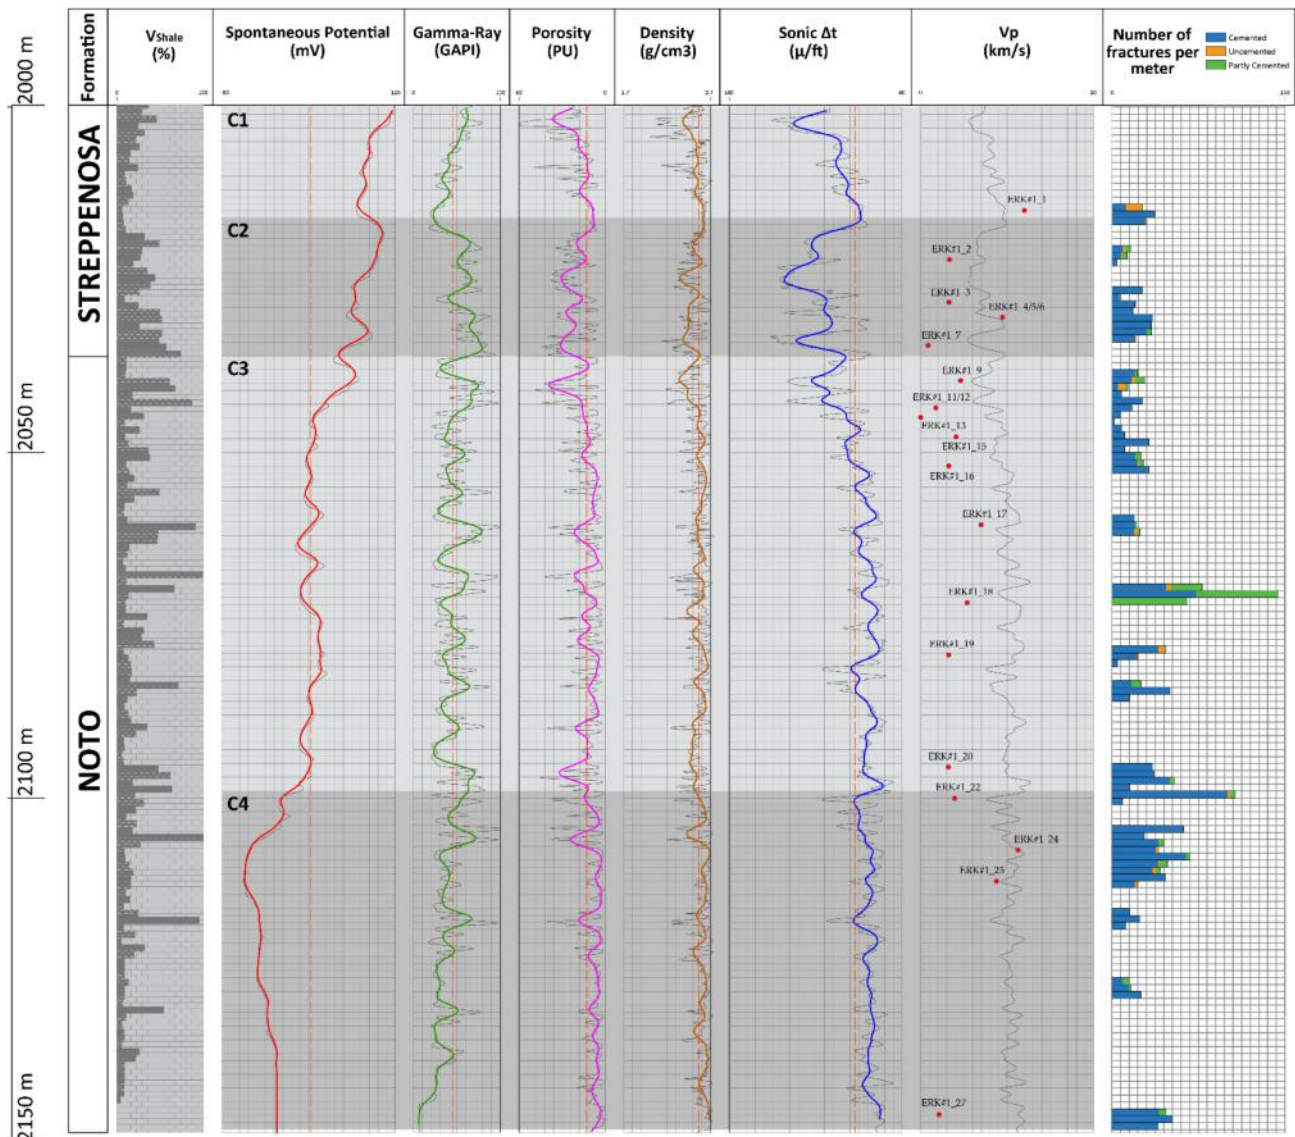 Formation
VShale
(%)
Spontaneous Potential
(mV)
Gamma-Ray
(GAPI)
Porosity
(PU)
Density
(g/cm3)
Sonic Δt
(μ/ft)
Vp
(km/s)
Number of
fractures per
meter
Cemented
Uncemented
Partly Cemented
2000 m
2050 m
2100 m
2150 m
STREPPENOSA
NOTO
C1
C2
C3
C4
ERK#1_1
ERK#1_2
ERK#1_3
ERK#1_4/5/6
ERK#1_7
ERK#1_9
ERK#1_11/12
ERK#1_13
ERK#1_15
ERK#1_16
ERK#1_17
ERK#1_18
ERK#1_19
ERK#1_20
ERK#1_22
ERK#1_24
ERK#1_25
ERK#1_27